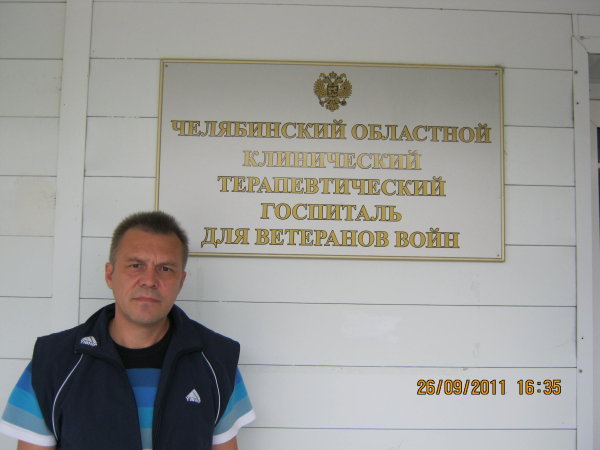 ЧЕЛЯБИНСКИЙ ОБЛАСТНОЙ
КЛИНИЧЕСКИЙ
ТЕРАПЕВТИЧЕСКИЙ
ГОСПИТАЛЬ
ДЛЯ ВЕТЕРАНОВ ВОЙН
26/09/2011 16:35